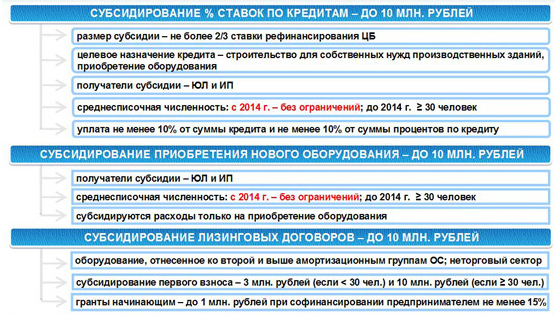 СУБСИДИРОВАНИЕ % СТАВОК ПО КРЕДИТАМ – ДО 10 МЛН. РУБЛЕЙ
размер субсидии – не более 2/3 ставки рефинансирования ЦБ
целевое назначение кредита – строительство для собственных нужд производственных зданий,
приобретение оборудования
получатели субсидии – ЮЛ и ИП
среднесписочная численность: с 2014 г. – без ограничений; до 2014 г. ≥ 30 человек
уплата не менее 10% от суммы кредита и не менее 10% от суммы процентов по кредиту
СУБСИДИРОВАНИЕ ПРИОБРЕТЕНИЯ НОВОГО ОБОРУДОВАНИЯ – ДО 10 МЛН. РУБЛЕЙ
получатели субсидии – ЮЛ и ИП
среднесписочная численность: с 2014 г. – без ограничений; до 2014 г. ≥ 30 человек
субсидируются расходы только на приобретение оборудования
СУБСИДИРОВАНИЕ ЛИЗИНГОВЫХ ДОГОВОРОВ – ДО 10 МЛН. РУБЛЕЙ
оборудование, отнесенное ко второй и выше амортизационным группам ОС; неторговый сектор
субсидирование первого взноса – 3 млн. рублей (если < 30 чел.) и 10 млн. рублей (если ≥ 30 чел.)
гранты начинающим – до 1 млн. рублей при софинансировании предпринимателем не менее 15%